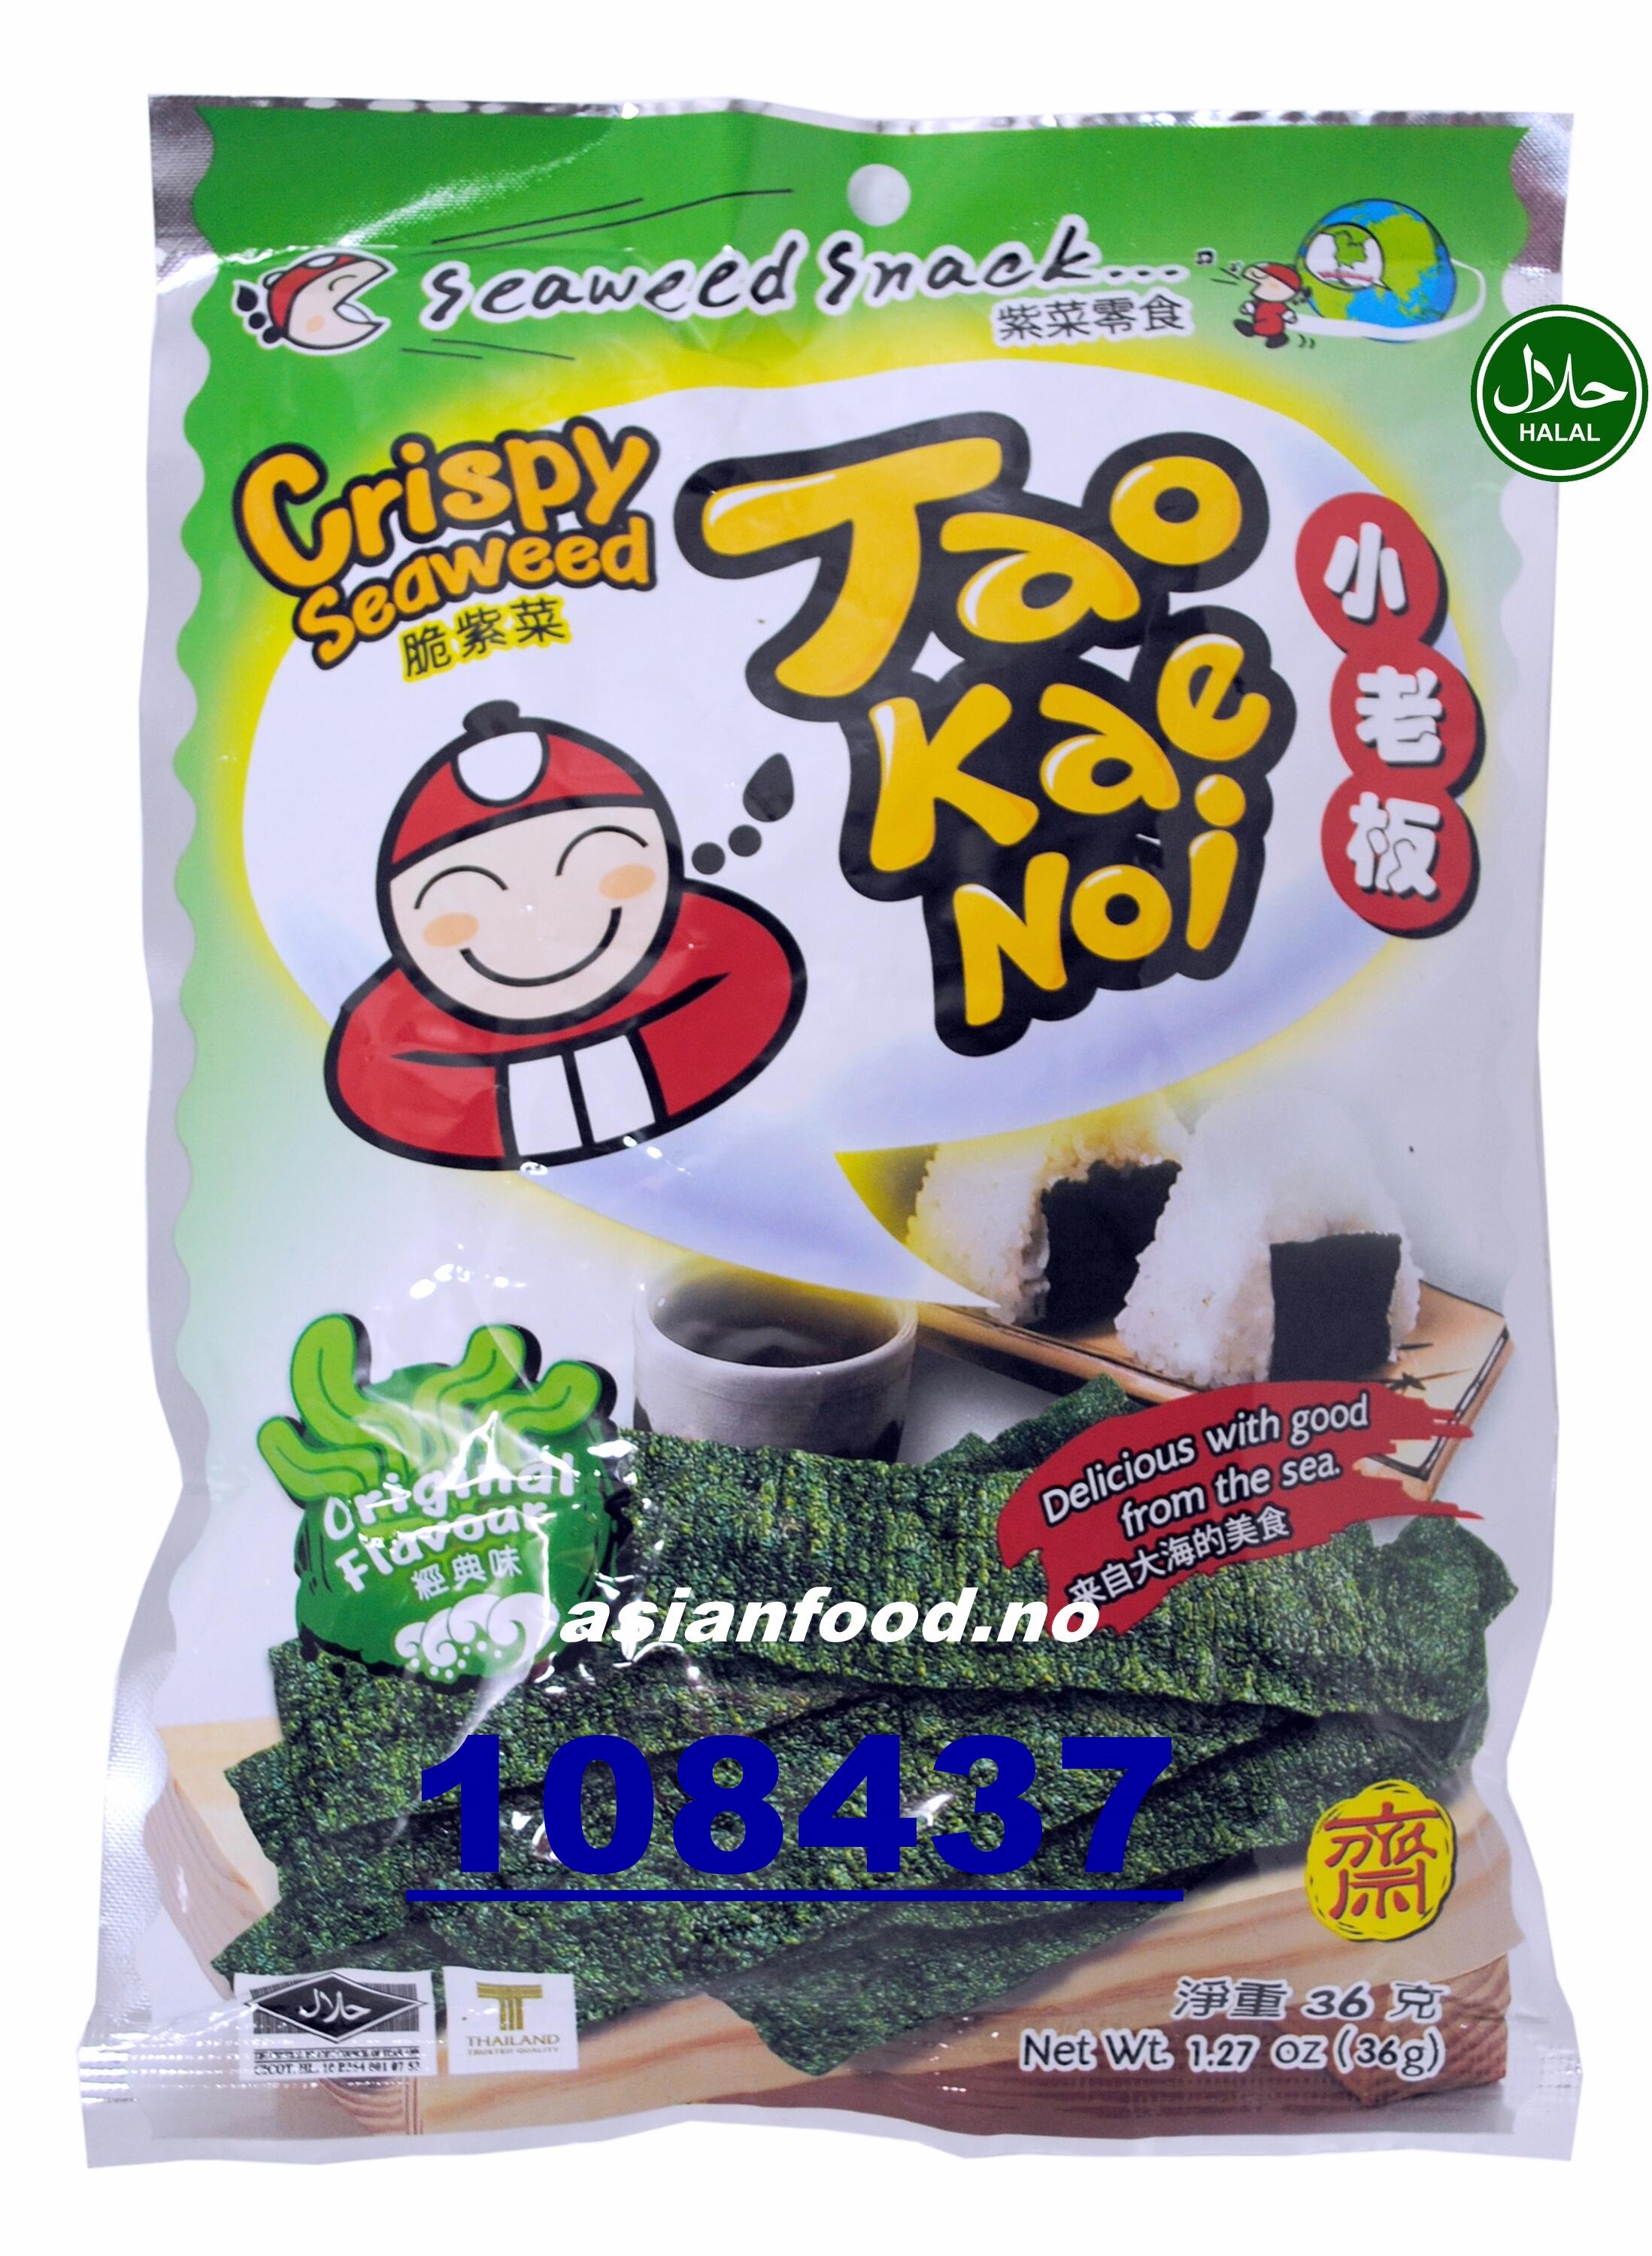 Seaweed Snack...
紫菜零食
حلال
HALAL
Crispy
Seaweed
脆紫菜
Tao
Kae
Noi
小老板
Original
Flavour
經典味
Delicious with good
from the sea.
来自大海的美食
asianfood.no
108437
齋
حلال
THAILAND
TRUSTED QUALITY
淨重 36 克
Net Wt. 1.27 oz (36g)